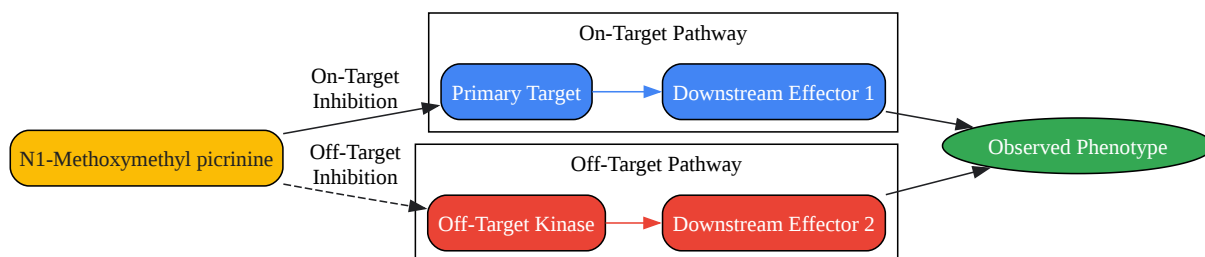 N1-Methoxymethyl picrinine
On-Target
Inhibition
Off-Target
Inhibition
On-Target Pathway
Primary Target
Downstream Effector 1
Off-Target Pathway
Off-Target Kinase
Downstream Effector 2
Observed Phenotype